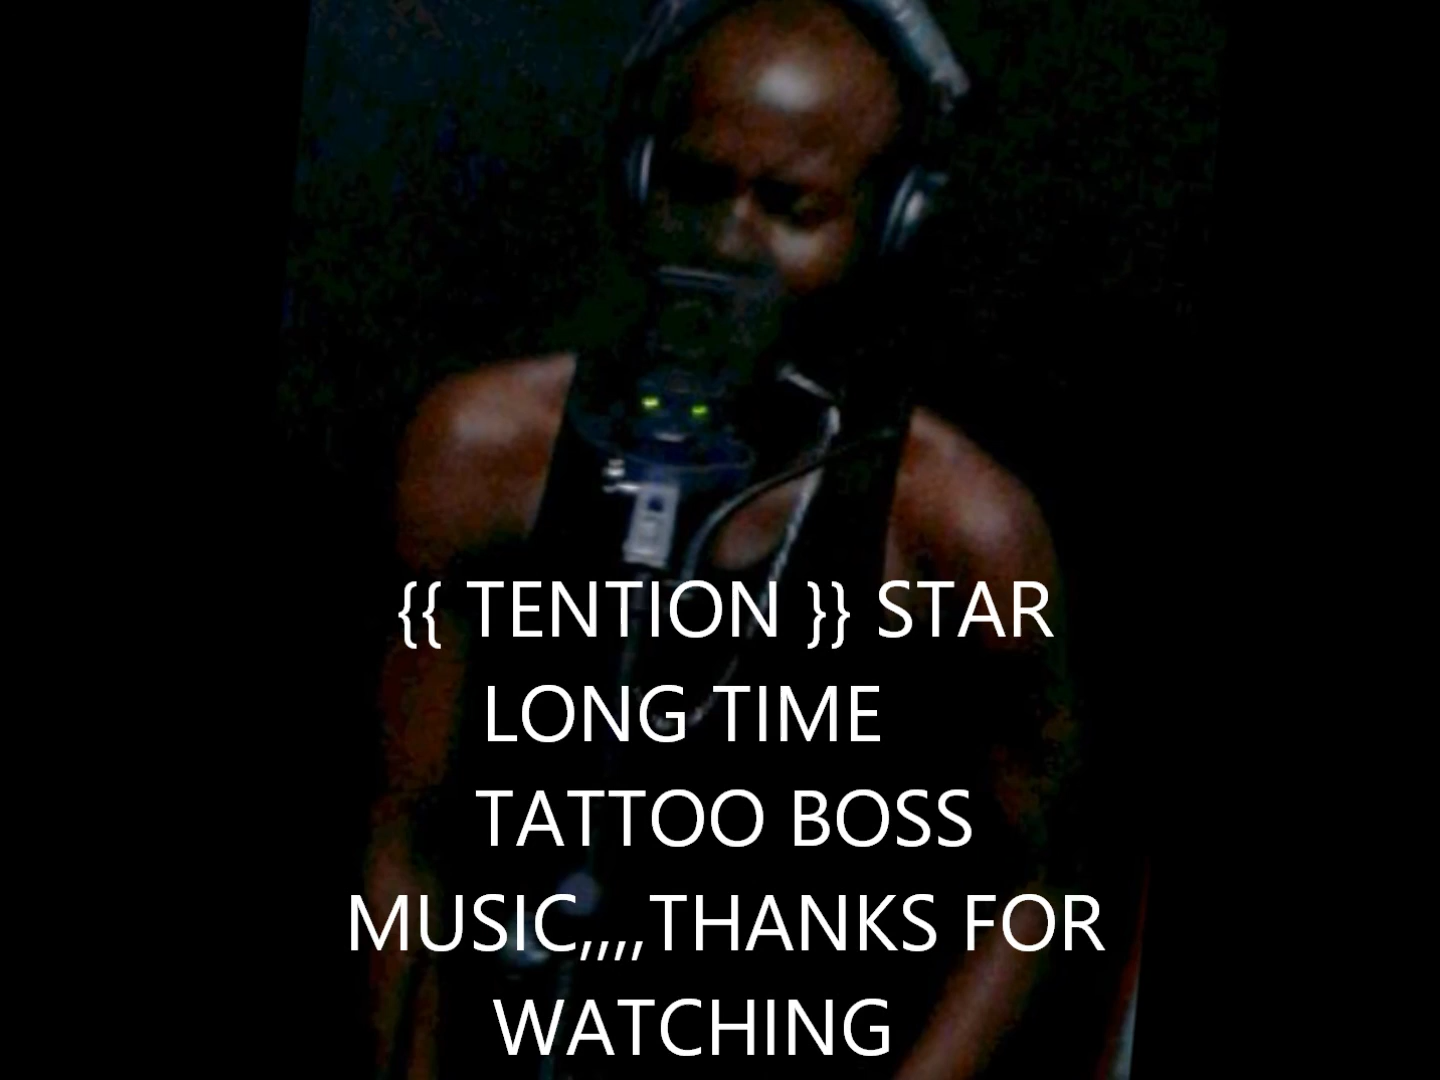 {{ TENTION }} STAR
LONG TIME
TATTOO BOSS
MUSIC,,,,THANKS FOR
WATCHING